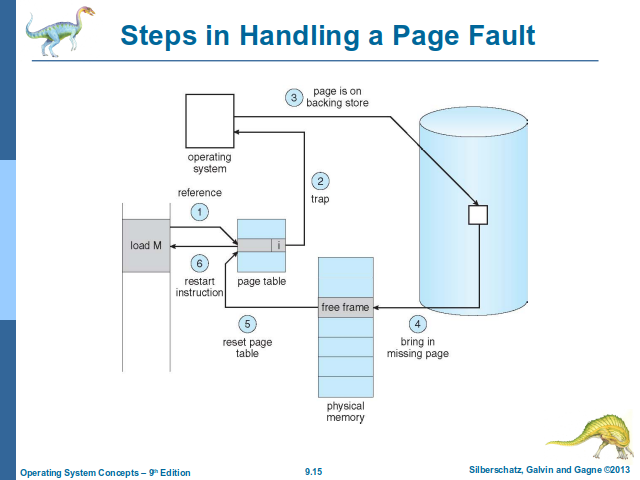 Steps in Handling a Page Fault
3
page is on
backing store
operating
system
2
trap
reference
1
load M
i
6
restart
instruction
page table
5
reset page
table
free frame
4
bring in
missing page
physical
memory
Operating System Concepts – 9th Edition
9.15
Silberschatz, Galvin and Gagne ©2013